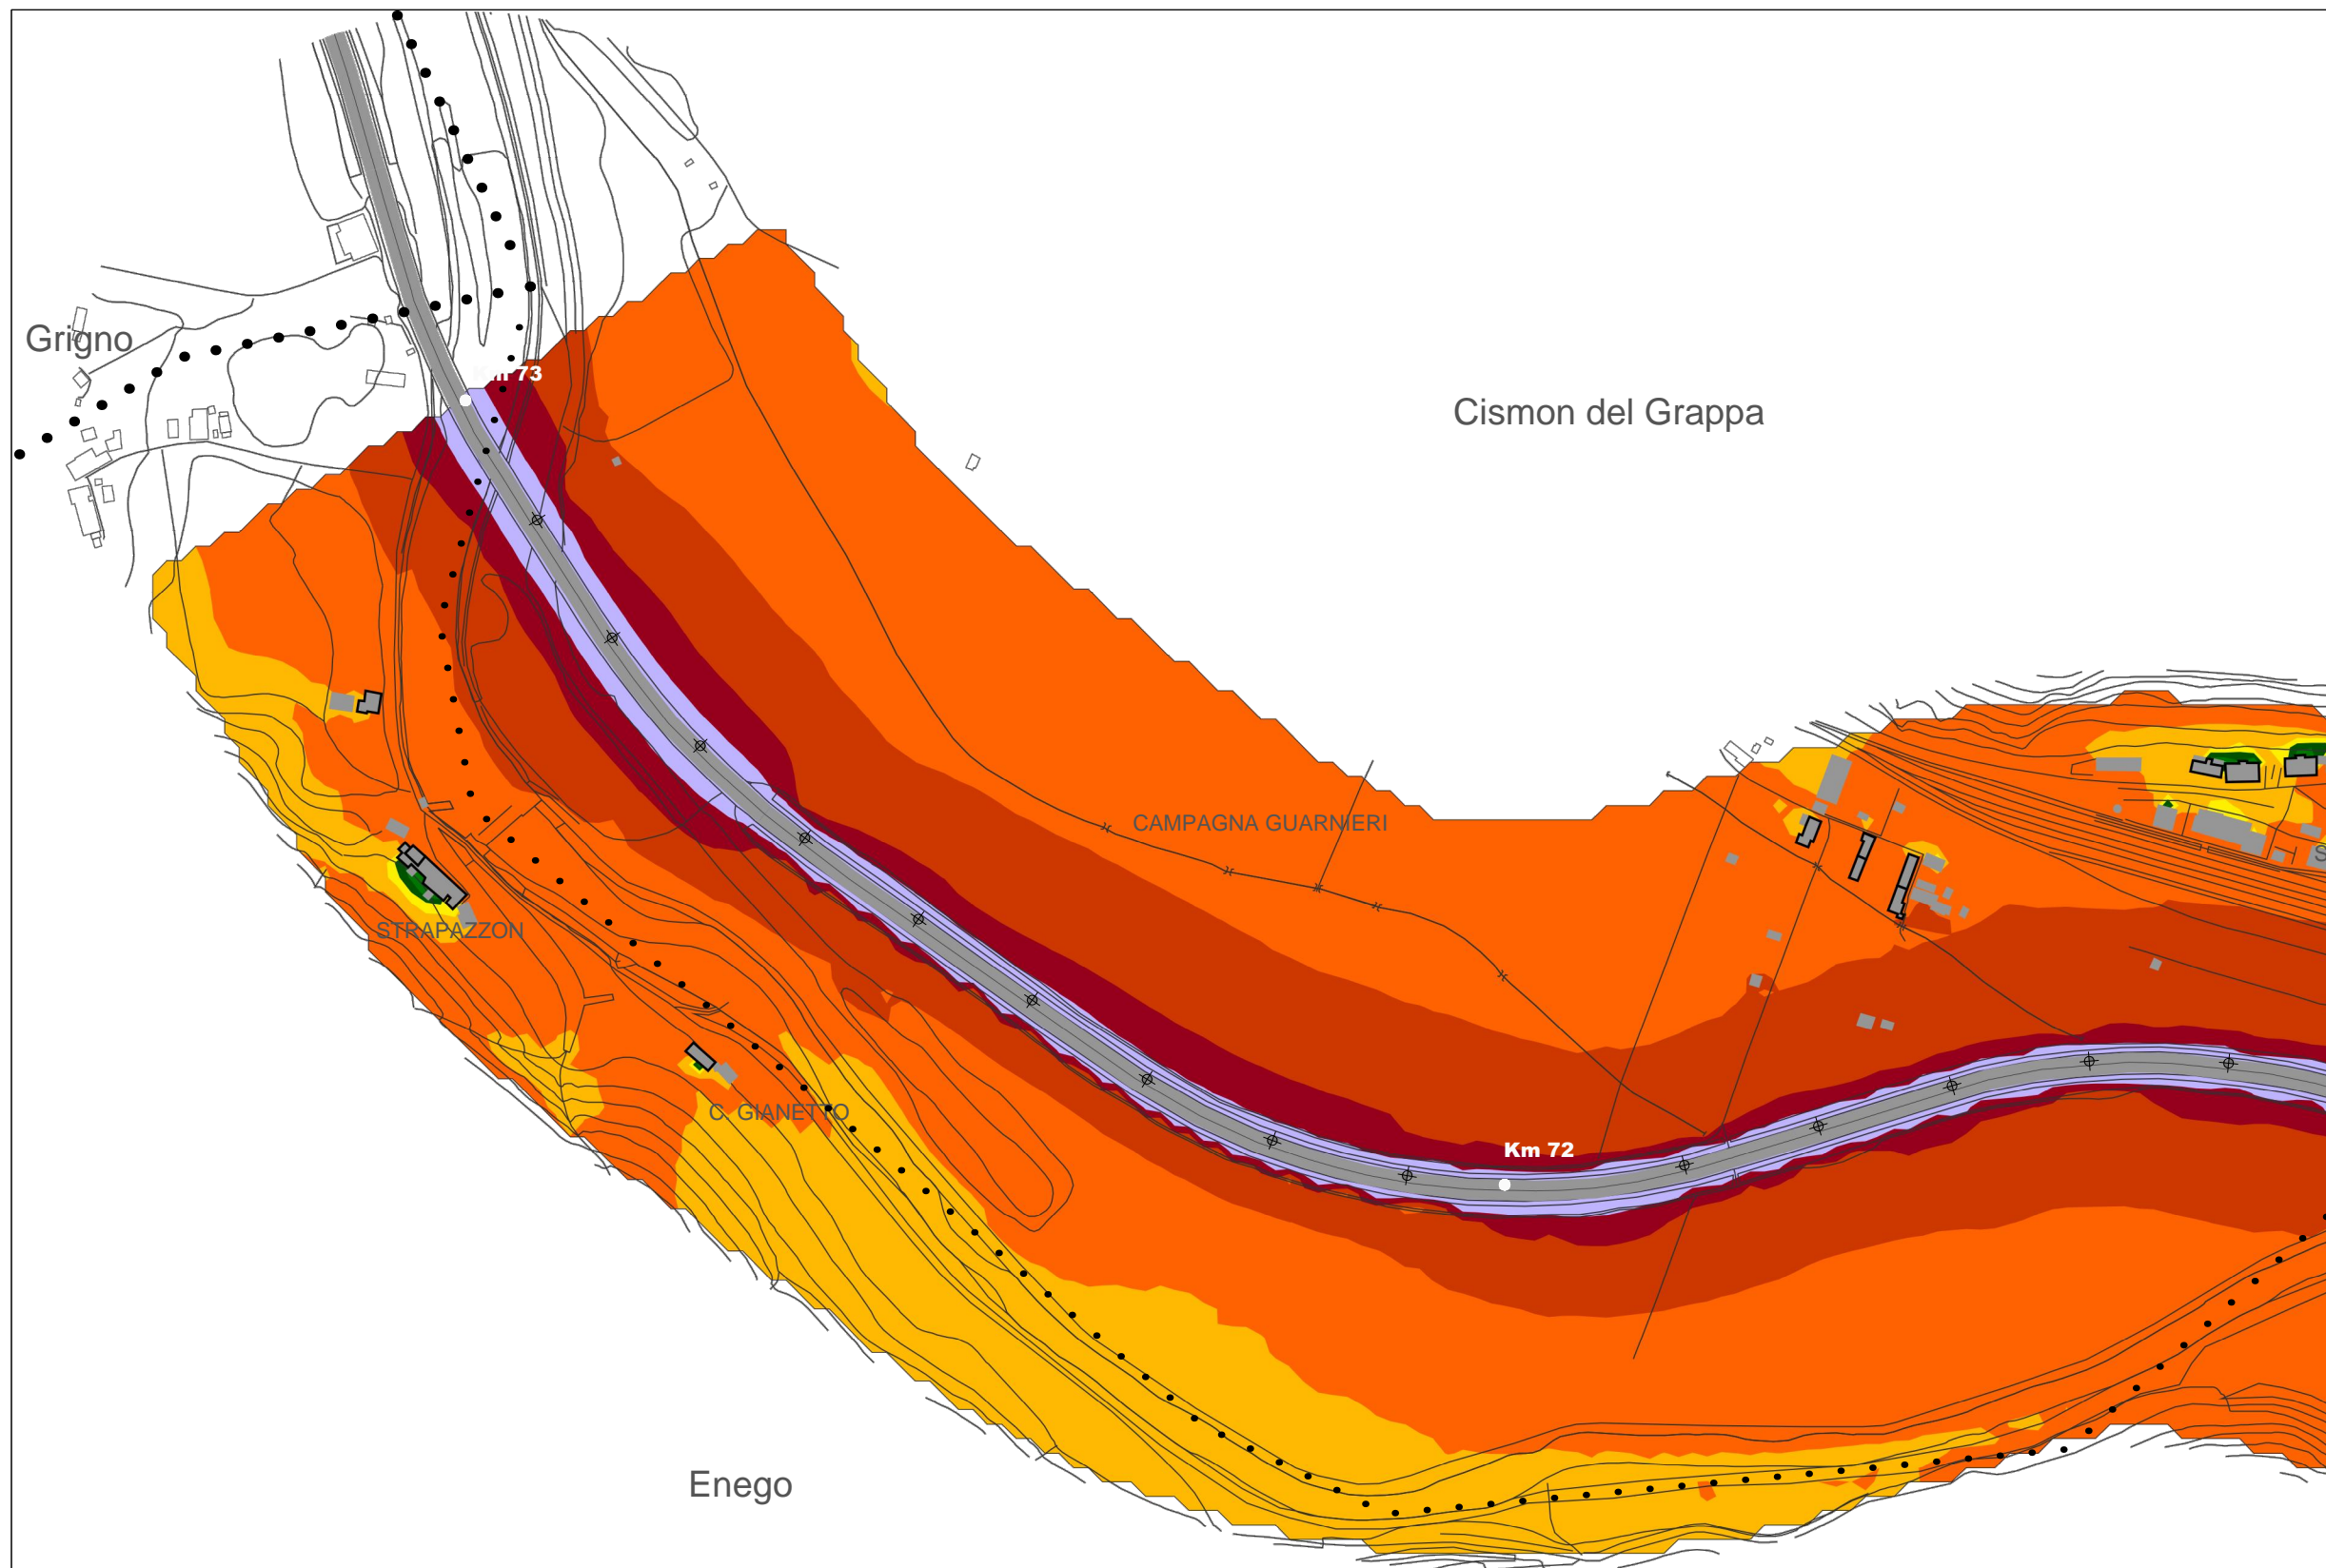 Grigno
Km 73
Cismon del Grappa
CAMPAGNA GUARNIERI
STRAPAZZON
C. GIANETTO
Km 72
Enego